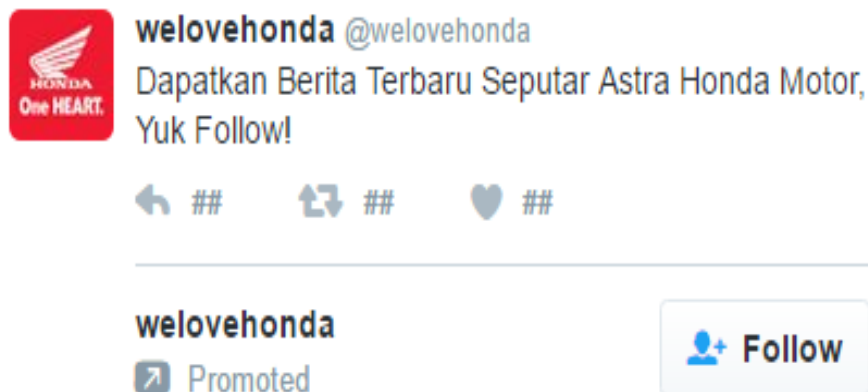 welovehonda @welovehonda
HONDA
One HEART.
Dapatkan Berita Terbaru Seputar Astra Honda Motor,
Yuk Follow!
## ## ##
welovehonda
Follow
Promoted